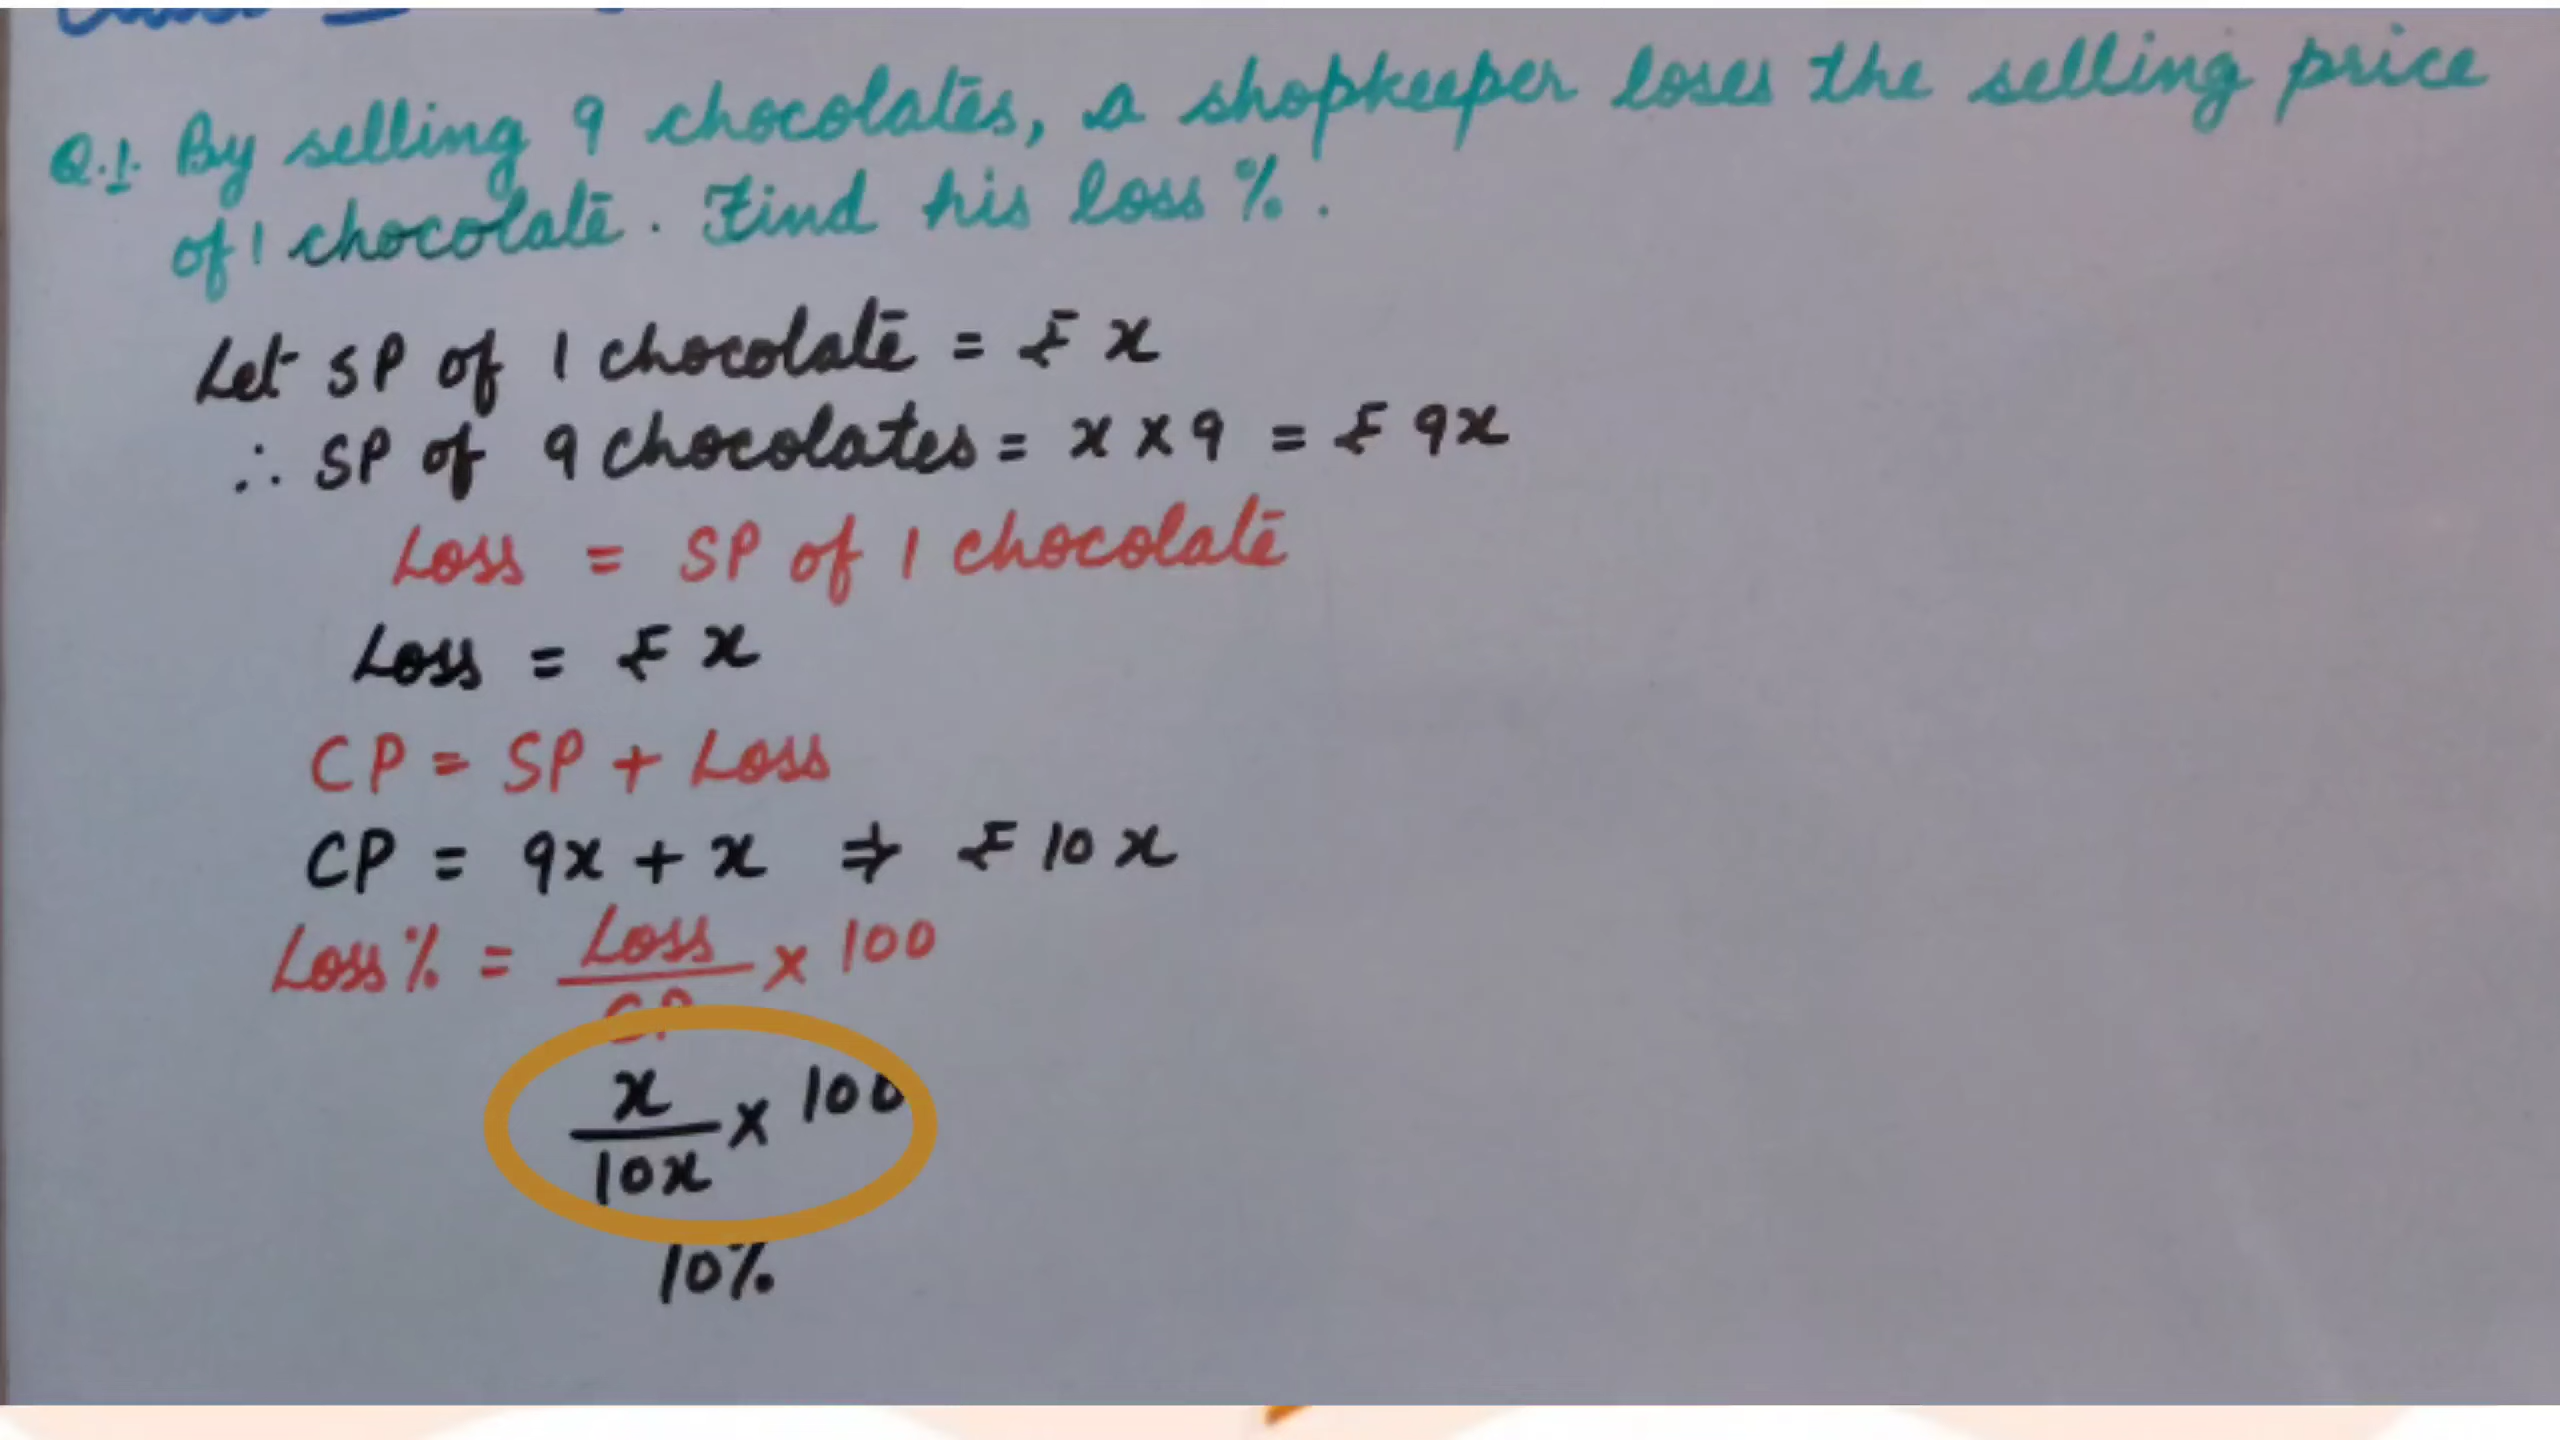 Q.1. By selling 9 chocolates, a shopkeeper loses the selling price
of 1 chocolate. Find his loss %.
Let SP of 1 chocolate = ₹ x
∴ SP of 9 chocolates = x × 9 = ₹ 9x
Loss = SP of 1 chocolate
Loss = ₹ x
CP = SP + Loss
CP = 9x + x ⇒ ₹ 10x
Loss % = Loss/CP × 100
x/10x × 100
10%